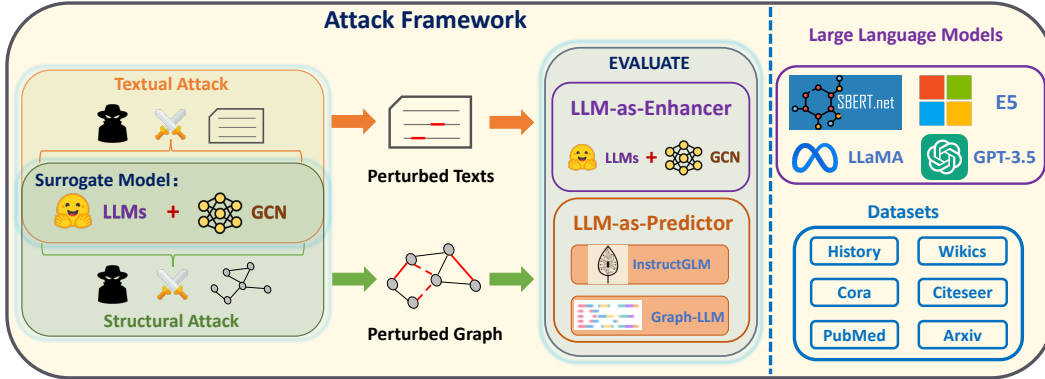 Attack Framework
Textual Attack
Surrogate Model:
LLMs + GCN
Structural Attack
Perturbed Texts
Perturbed Graph
EVALUATE
LLM-as-Enhancer
LLMs + GCN
LLM-as-Predictor
InstructGLM
Graph-LLM
Large Language Models
SBERT.net
E5
LLaMA
GPT-3.5
Datasets
History
Wikics
Cora
Citeseer
PubMed
Arxiv